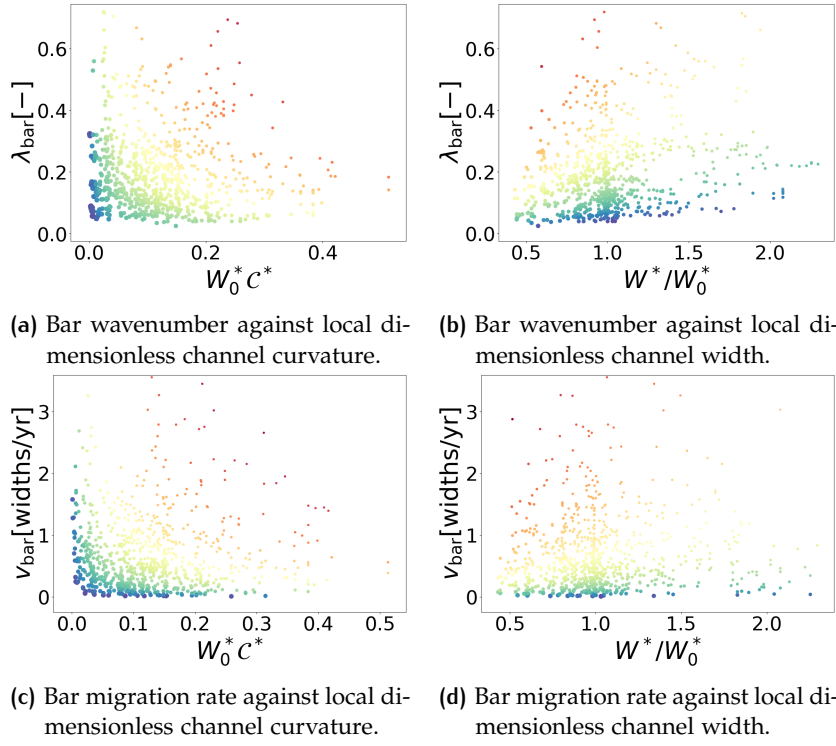 0.6
0.4
0.2
0.0
λbar[−]
0.0
0.2
0.4
W0* C*
(a) Bar wavenumber against local di-
mensionless channel curvature.
0.6
0.4
0.2
0.0
λbar[−]
0.5
1.0
1.5
2.0
W*/W0*
(b) Bar wavenumber against local di-
mensionless channel width.
3
2
1
0
vbar[widths/yr]
0.0
0.1
0.2
0.3
0.4
0.5
W0* C*
(c) Bar migration rate against local di-
mensionless channel curvature.
3
2
1
0
vbar[widths/yr]
0.5
1.0
1.5
2.0
W*/W0*
(d) Bar migration rate against local di-
mensionless channel width.